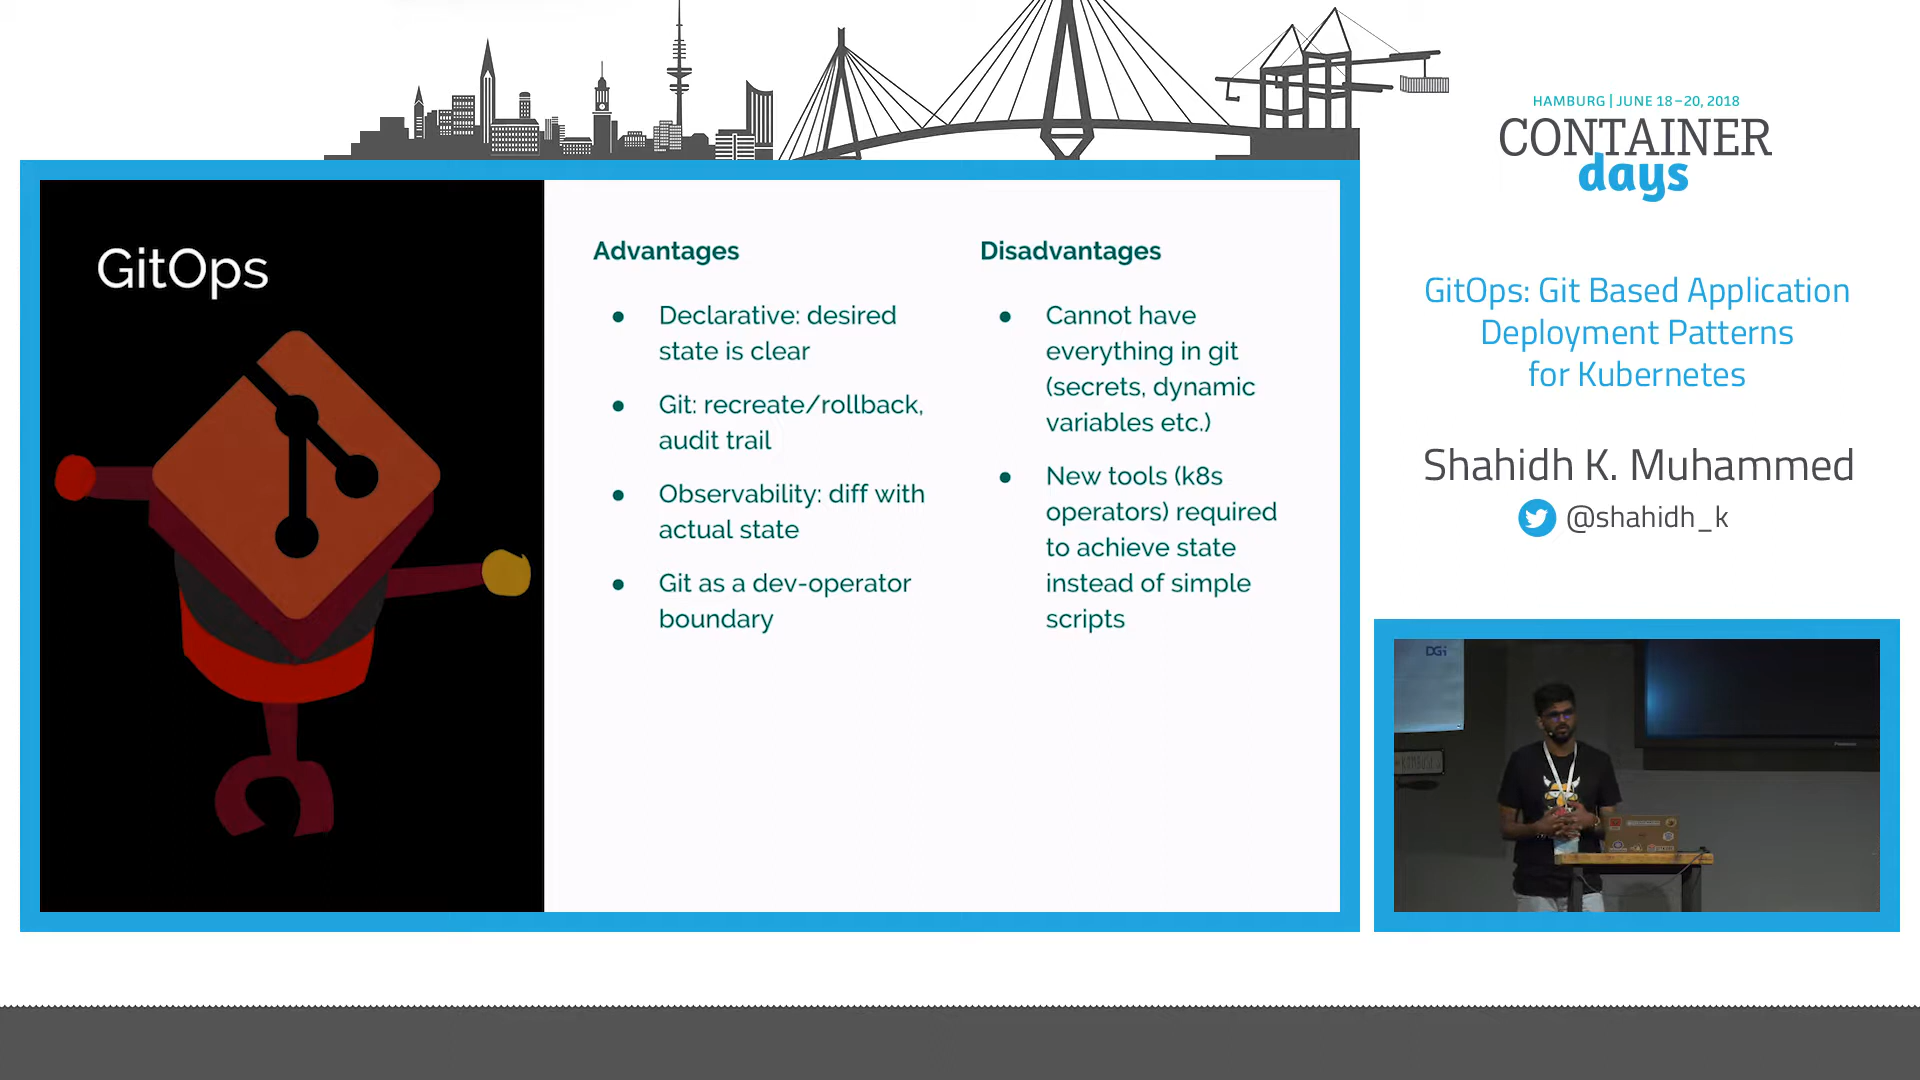 HAMBURG | JUNE 18–20, 2018
CONTAINER
days
GitOps
Advantages
● Declarative: desired
state is clear
● Git: recreate/rollback,
audit trail
● Observability: diff with
actual state
● Git as a dev-operator
boundary
Disadvantages
● Cannot have
everything in git
(secrets, dynamic
variables etc.)
● New tools (k8s
operators) required
to achieve state
instead of simple
scripts
GitOps: Git Based Application
Deployment Patterns
for Kubernetes
Shahidh K. Muhammed
@shahidh_k